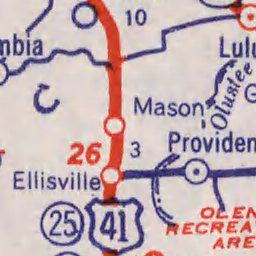 10
mbia
Lulu
Mason
Olustee
Providen
26
3
Ellisville
25
41
OLEN
RECREA
ARE